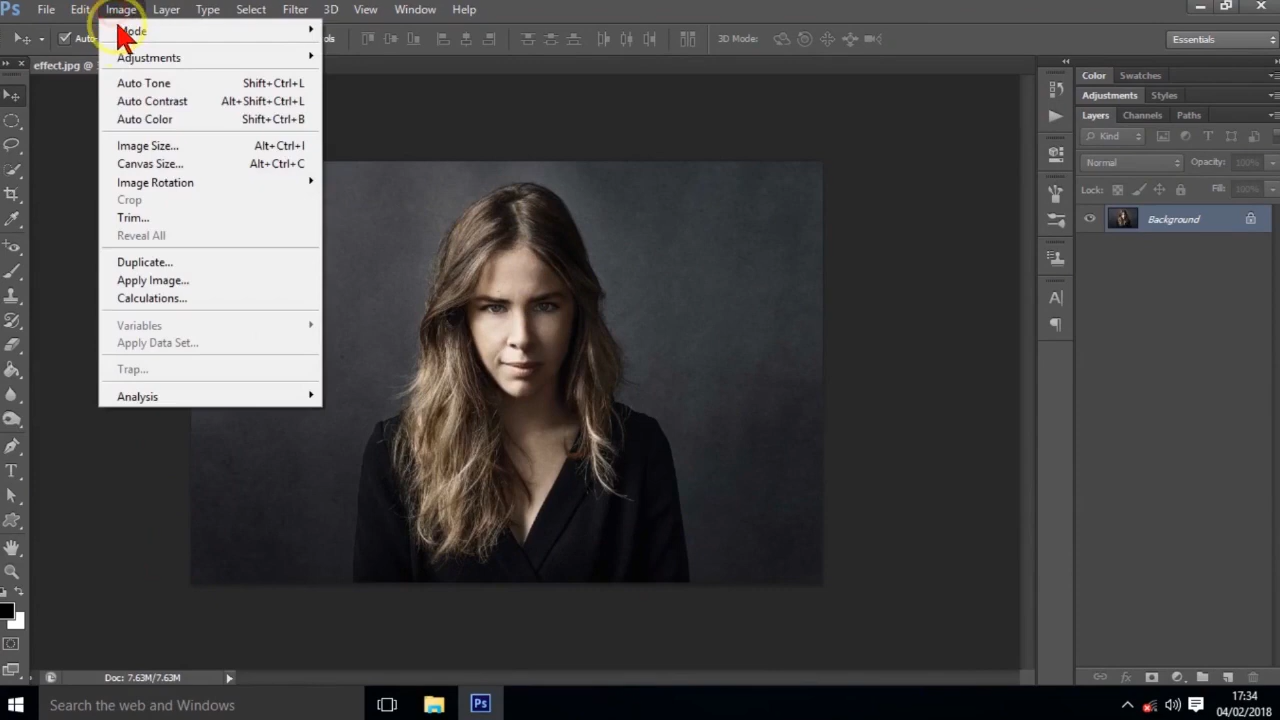 Ps File Edit Image Layer Type Select Filter 3D View Window Help
Auto 3D Mode: Essentials
effect.jpg @
Mode
Adjustments
Auto Tone Shift+Ctrl+L
Auto Contrast Alt+Shift+Ctrl+L
Auto Color Shift+Ctrl+B
Image Size... Alt+Ctrl+I
Canvas Size... Alt+Ctrl+C
Image Rotation
Crop
Trim...
Reveal All
Duplicate...
Apply Image...
Calculations...
Variables
Apply Data Set...
Trap...
Analysis
Color Swatches
Adjustments Styles
Layers Channels Paths
Kind
Normal Opacity: 100%
Lock: Fill: 100%
Background
Doc: 7.63M/7.63M
Search the web and Windows
Ps
17:34
04/02/2018